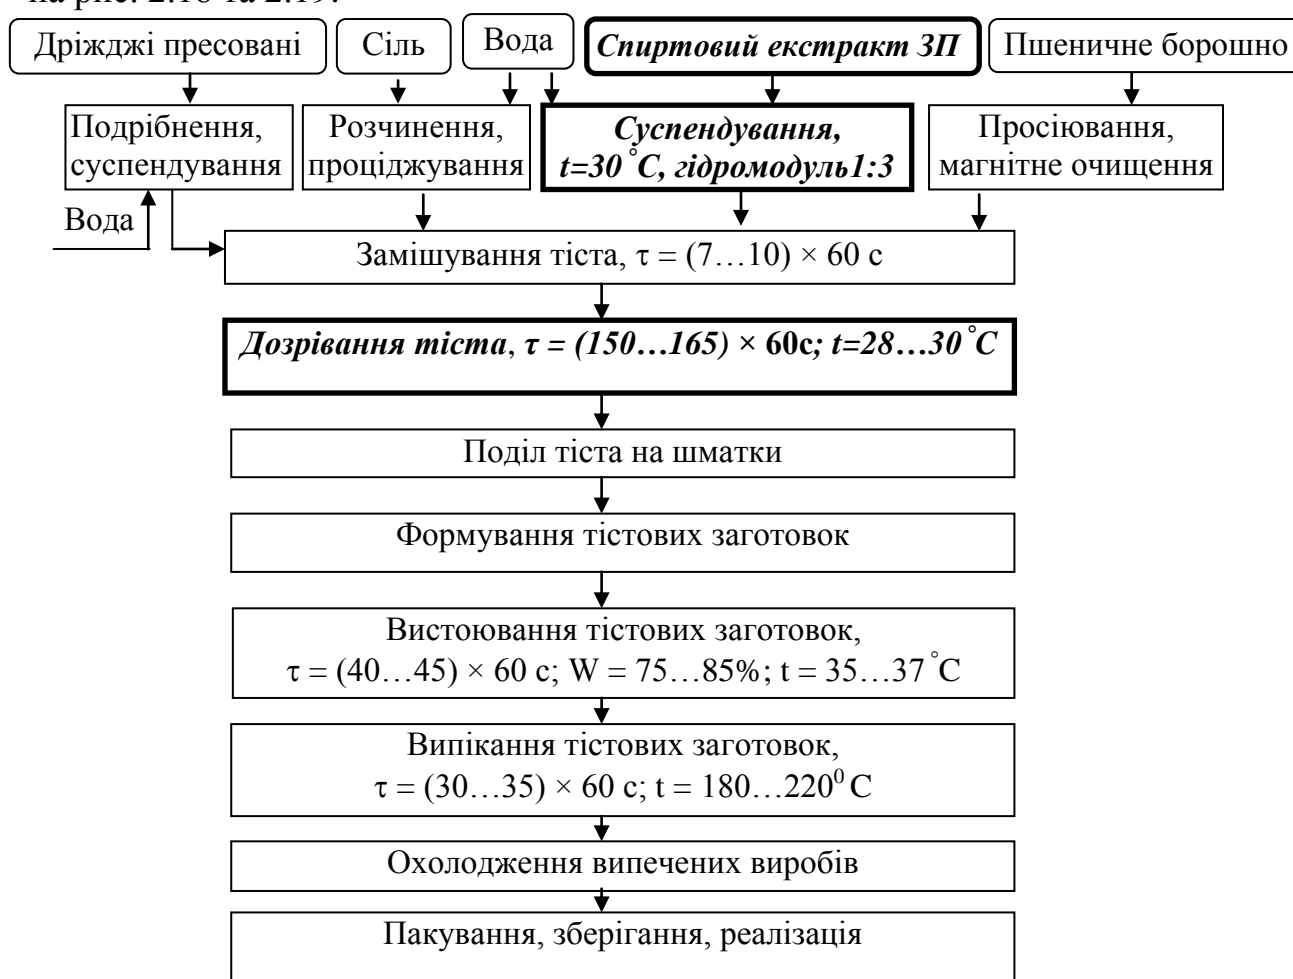 на рис. 2.18 та 2.19.
Дріжджі пресовані
Сіль
Вода
Спиртовий екстракт ЗП
Пшеничне борошно
Подрібнення,
суспендування
Розчинення,
проціджування
Суспендування,
t=30 °C, гідромодуль1:3
Просіювання,
магнітне очищення
Вода
Замішування тіста, τ = (7…10) × 60 с
Дозрівання тіста, τ = (150…165) × 60с; t=28…30 °C
Поділ тіста на шматки
Формування тістових заготовок
Вистоювання тістових заготовок,
τ = (40…45) × 60 с; W = 75…85%; t = 35…37 °C
Випікання тістових заготовок,
τ = (30…35) × 60 с; t = 180…220⁰ C
Охолодження випечених виробів
Пакування, зберігання, реалізація